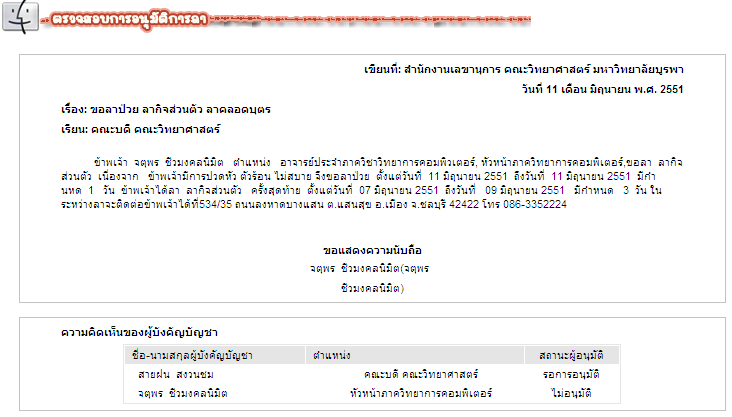 ตรวจสอบการอนุมัติการลา
เขียนที่: สำนักงานเลขานุการ คณะวิทยาศาสตร์ มหาวิทยาลัยบูรพา
วันที่ 11 เดือน มิถุนายน พ.ศ. 2551
เรื่อง: ขอลาป่วย ลากิจส่วนตัว ลาคลอดบุตร
เรียน: คณะบดี คณะวิทยาศาสตร์
ข้าพเจ้า จตุพร ชิวมงคลนิมิต ตำแหน่ง อาจารย์ประจำภาควิชาวิทยาการคอมพิวเตอร์, หัวหน้าภาควิทยาการคอมพิเตอร์,ขอลา ลากิจ
ส่วนตัว เนื่องจาก ข้าพเจ้ามีการปวดหัว ตัวร้อน ไม่สบาย จึงขอลาป่วย ตั้งแต่วันที่ 11 มิถุนายน 2551 ถึงวันที่ 11 มิถุนายน 2551 มีกำ
นหด 1 วัน ข้าพเจ้าได้ลา ลากิจส่วนตัว ครั้งสุดท้าย ตั้งแต่วันที่ 07 มิถุนายน 2551 ถึงวันที่ 09 มิถุนายน 2551 มีกำหนด 3 วัน ใน
ระหว่างลาจะติดต่อข้าพเจ้าได้ที่534/35 ถนนลงหาดบางแสน ต.แสนสุข อ.เมือง จ.ชลบุรี 42422 โทร 086-3352224
ขอแสดงความนับถือ
จตุพร ชิวมงคลนิมิต(จตุพร
ชิวมงคลนิมิต)
ความคิดเห็นของผู้บังคัญบัญชา
ชื่อ-นามสกุลผู้บังคัญบัญชา ตำแหน่ง สถานะผู้อนุมัติ
สายฝน สงวนชม คณะบดี คณะวิทยาศาสตร์ รอการอนุมัติ
จตุพร ชิวมงคลนิมิต หัวหน้าภาควิทยาการคอมพิเตอร์ ไม่อนุมัติ